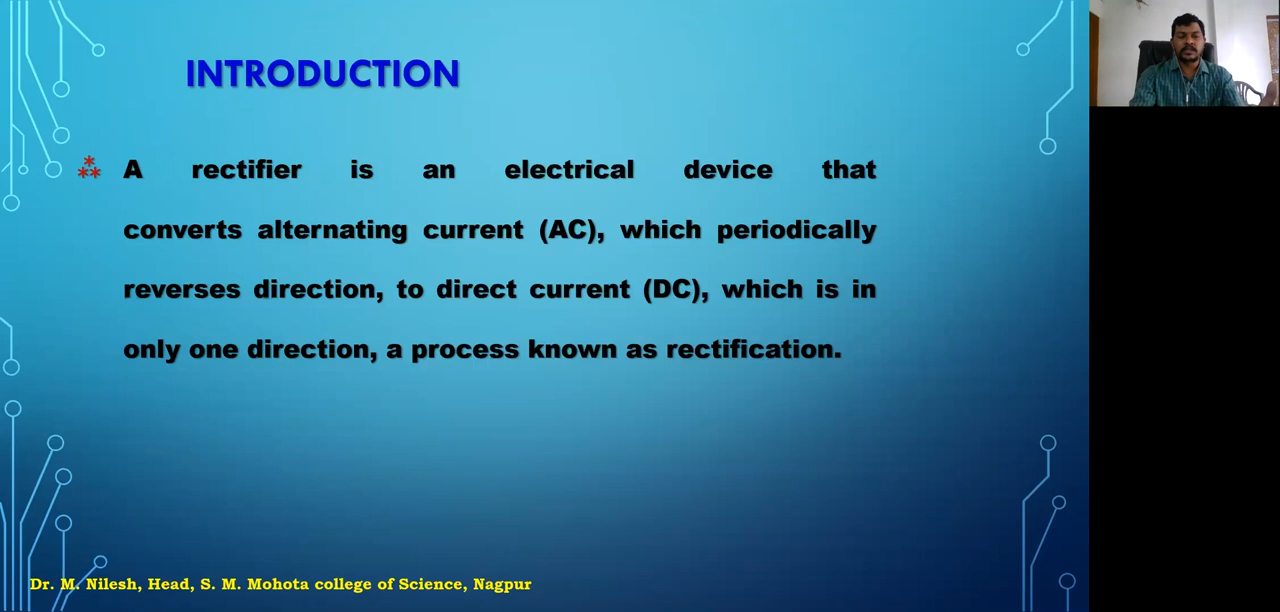 INTRODUCTION
A rectifier is an electrical device that
converts alternating current (AC), which periodically
reverses direction, to direct current (DC), which is in
only one direction, a process known as rectification.
Dr. M. Nilesh, Head, S. M. Mohota college of Science, Nagpur